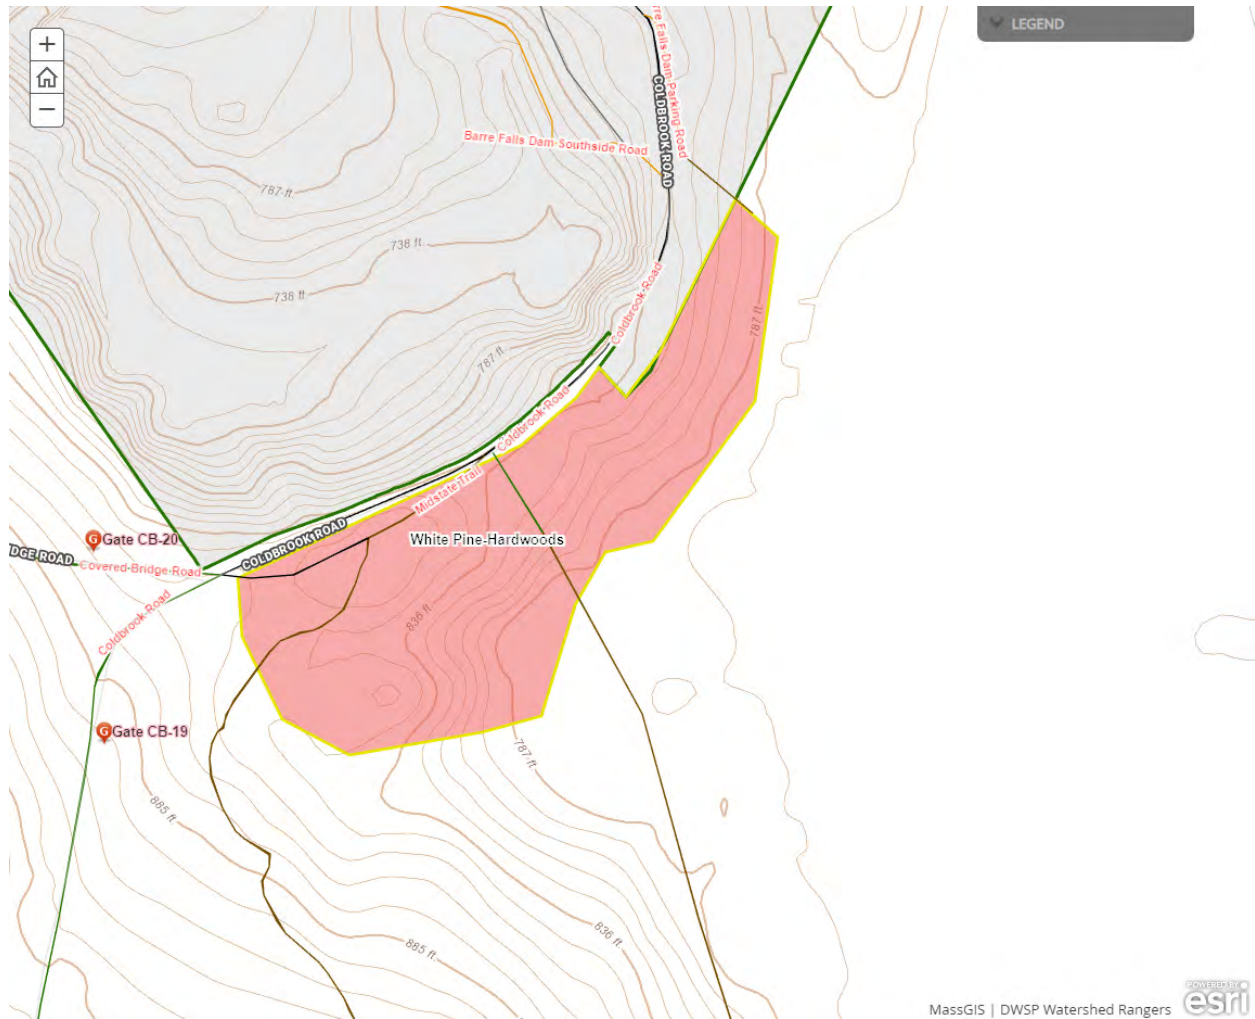 LEGEND
+
−
rre Falls Dam Parking Road
COLDBROOK ROAD
Barre Falls Dam Southside Road
787 ft.
738 ft.
738 ft
Coldbrook Road
787 ft.
787 ft.
Coldbrook Road
Midstate Trail
COLDBROOK ROAD
White Pine-Hardwoods
G Gate CB-20
IDGE ROAD
Covered Bridge Road
Coldbrook Road
836 ft
G Gate CB-19
787 ft.
885 ft.
836 ft.
885 ft.
MassGIS | DWSP Watershed Rangers
POWERED BY
esri